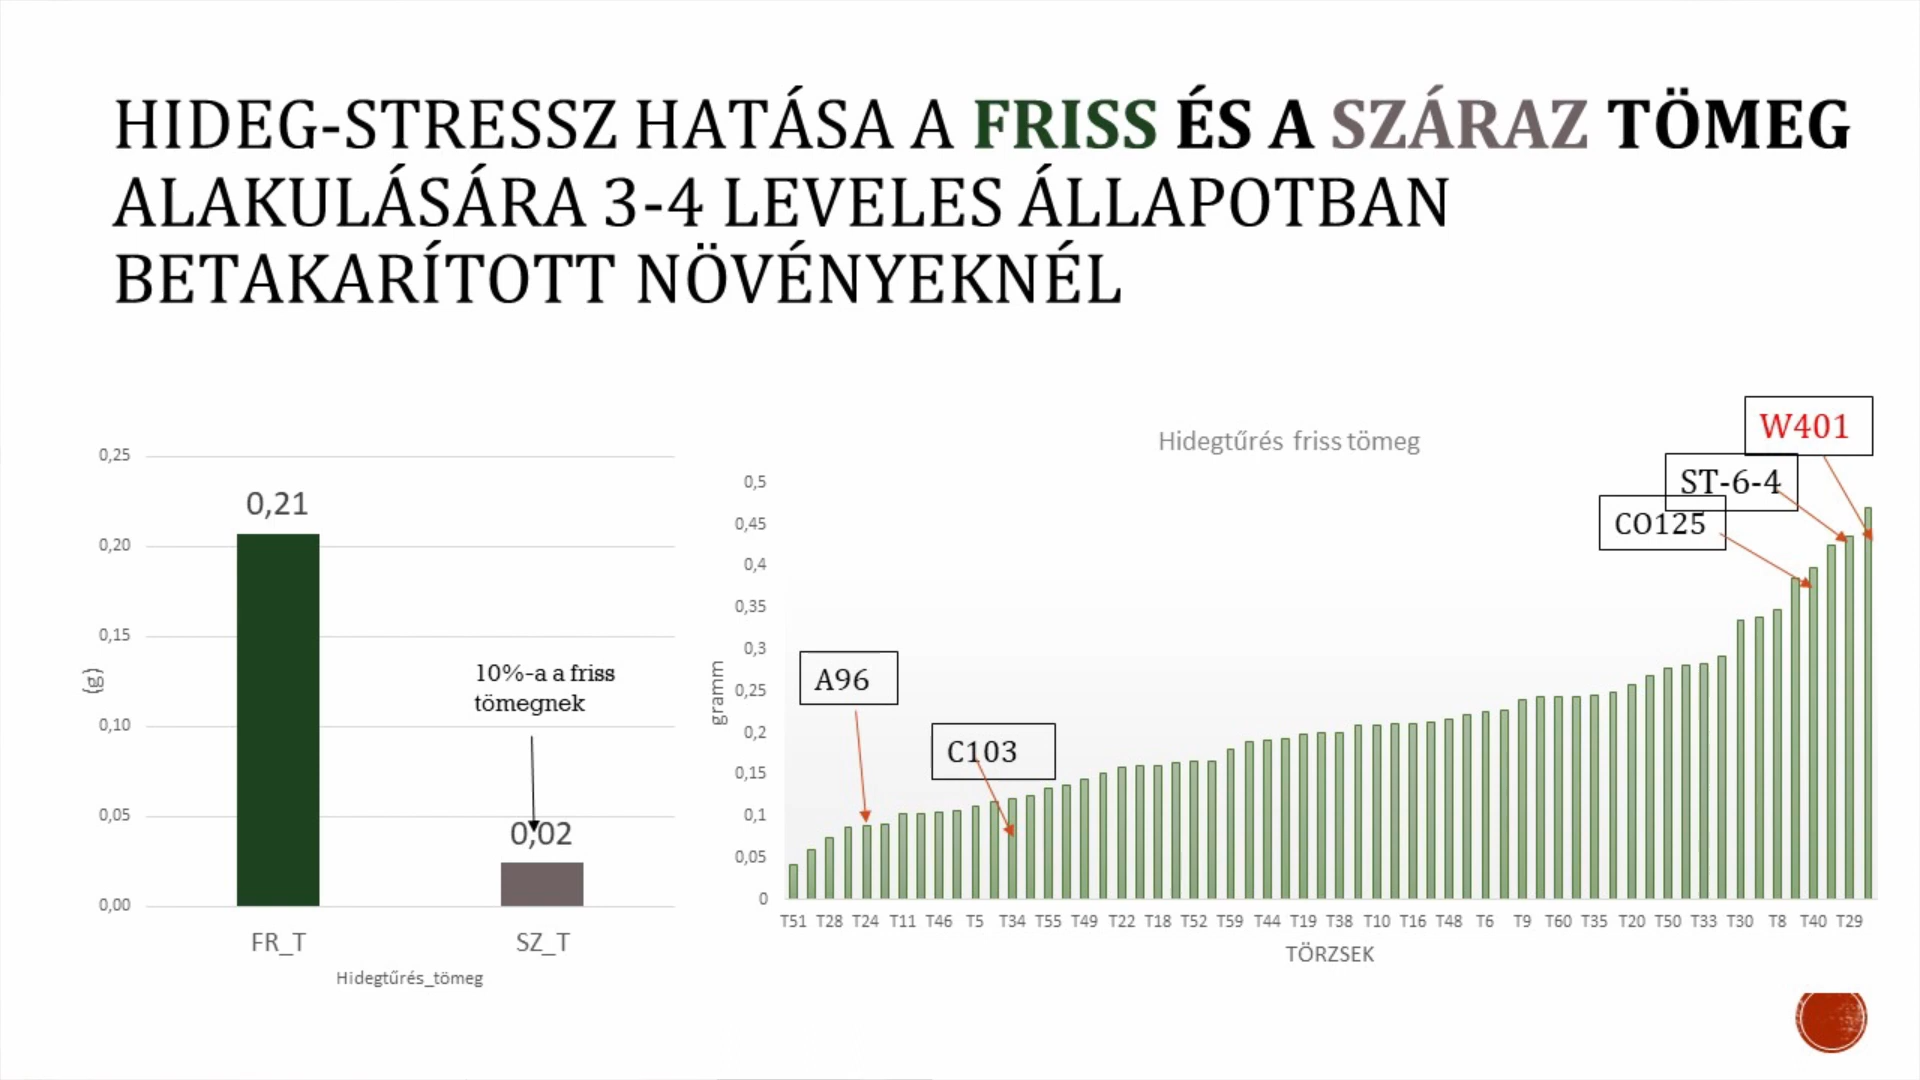 HIDEG-STRESSZ HATÁSA A FRISS ÉS A SZÁRAZ TÖMEG
ALAKULÁSÁRA 3-4 LEVELES ÁLLAPOTBAN
BETAKARÍTOTT NÖVÉNYEKNÉL
0,25
0,20
0,15
0,10
0,05
0,00
(g)
0,21
10%-a a friss
tömegnek
0,02
FR_T SZ_T
Hidegtűrés_tömeg
Hidegtűrés friss tömeg
0,5
0,45
0,4
0,35
0,3
0,25
0,2
0,15
0,1
0,05
0
gramm
A96
C103
CO125
ST-6-4
W401
T51 T28 T24 T11 T46 T5 T34 T55 T49 T22 T18 T52 T59 T44 T19 T38 T10 T16 T48 T6 T9 T60 T35 T20 T50 T33 T30 T8 T40 T29
TÖRZSEK